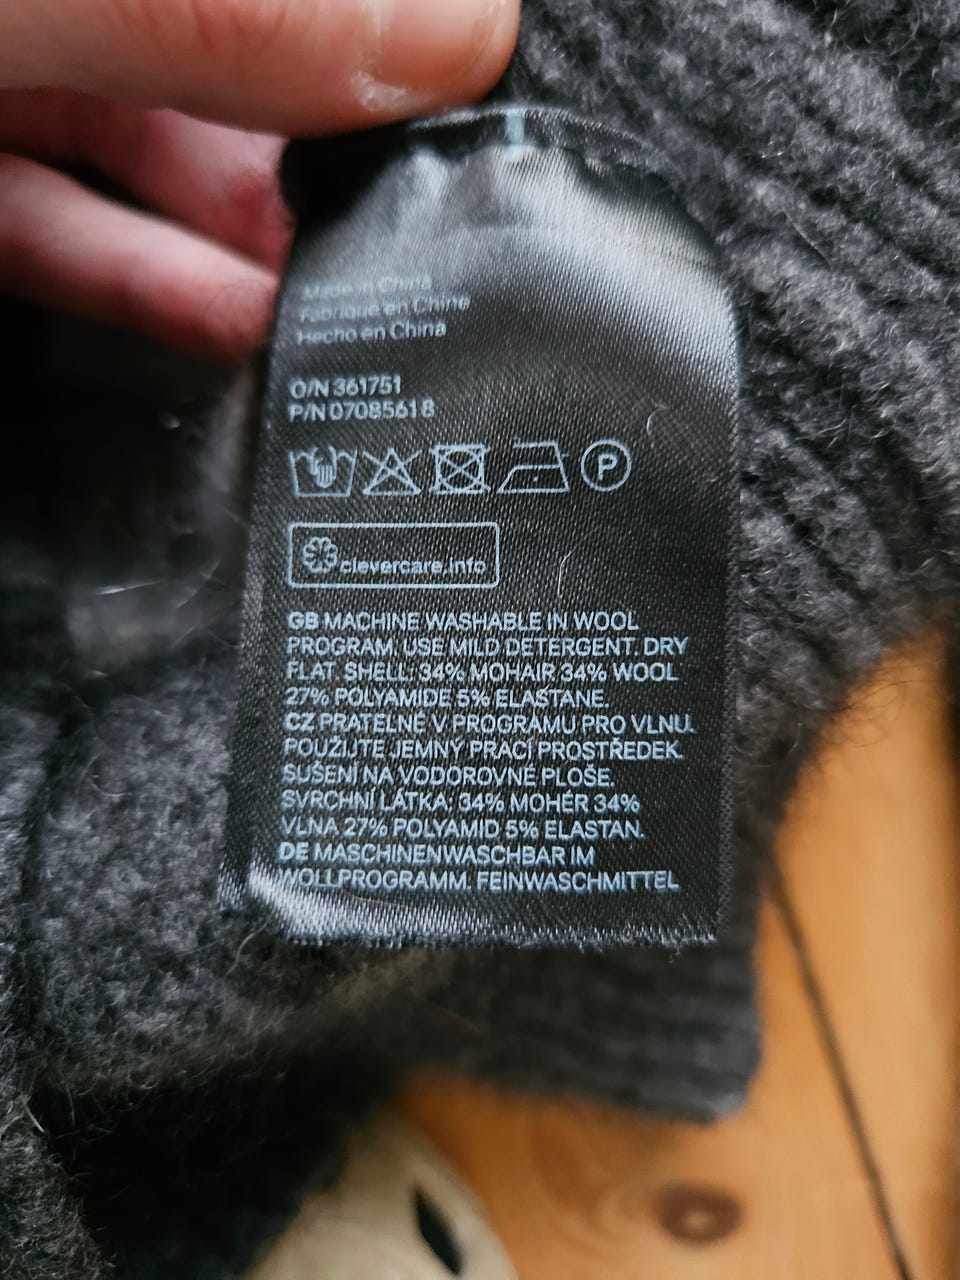 Made in China
Fabriqué en Chine
Hecho en China
O/N 361751
P/N 07085618
P
clevercare.info
GB MACHINE WASHABLE IN WOOL
PROGRAM. USE MILD DETERGENT. DRY
FLAT. SHELL: 34% MOHAIR 34% WOOL
27% POLYAMIDE 5% ELASTANE.
CZ PRATELNÉ V PROGRAMU PRO VLNU.
POUŽIJTE JEMNÝ PRACÍ PROSTŘEDEK.
SUŠENÍ NA VODOROVNÉ PLOŠE.
SVRCHNÍ LÁTKA: 34% MOHÉR 34%
VLNA 27% POLYAMID 5% ELASTAN.
DE MASCHINENWASCHBAR IM
WOLLPROGRAMM. FEINWASCHMITTEL